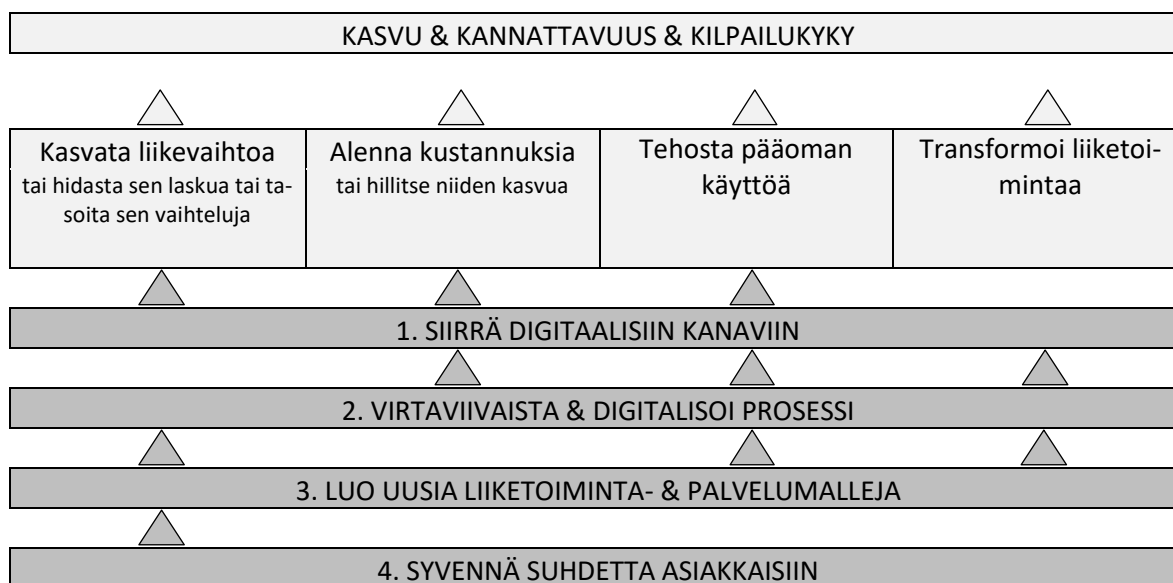 KASVU & KANNATTAVUUS & KILPAILUKYKY
Kasvata liikevaihtoa
tai hidasta sen laskua tai ta-
soita sen vaihteluja
Alenna kustannuksia
tai hillitse niiden kasvua
Tehosta pääoman
käyttöä
Transformoi liiketoi-
mintaa
1. SIIRRÄ DIGITAALISIIN KANAVIIN
2. VIRTAVIIVAISTA & DIGITALISOI PROSESSI
3. LUO UUSIA LIIKETOIMINTA- & PALVELUMALLEJA
4. SYVENNÄ SUHDETTA ASIAKKAISIIN